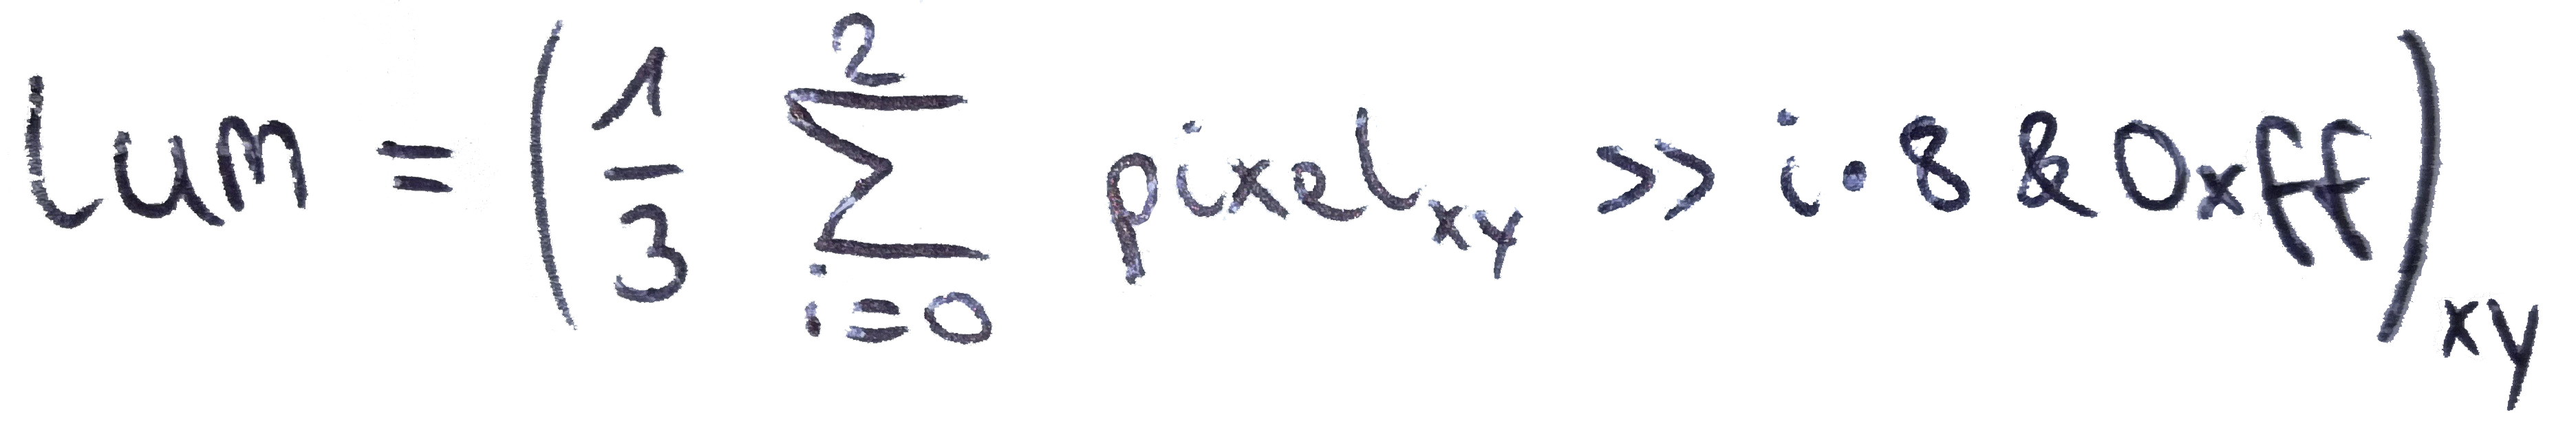 lum = (1/3 ∑_{i=0}^{2} pixel_{xy} >> i·8 & 0xff)_{xy}